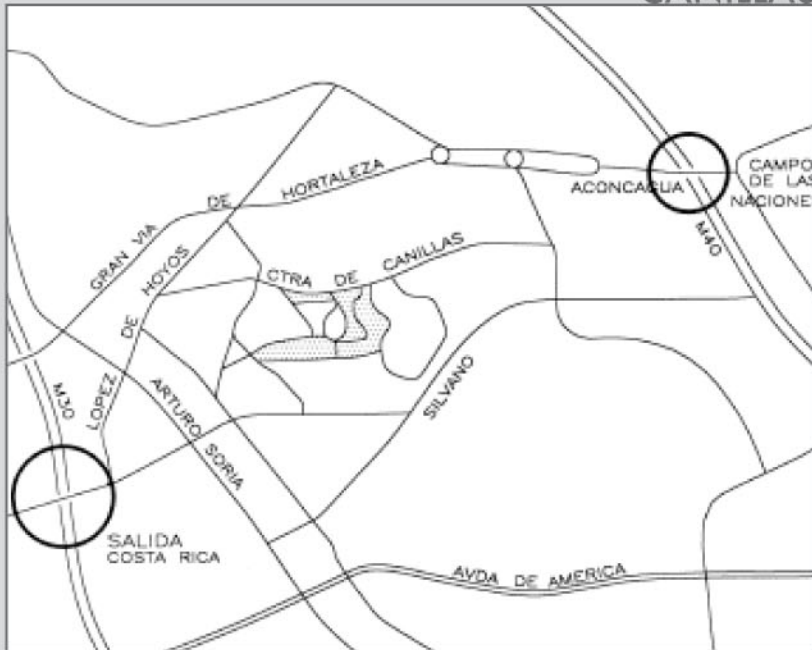 GRAN VIA DE HORTALEZA
ACONCAGUA
CAMPO
DE LAS
NACIONE
M40
CTRA DE CANILLAS
LOPEZ DE HOYOS
M30
ARTURO SORIA
SILVANO
SALIDA
COSTA RICA
AVDA DE AMERICA